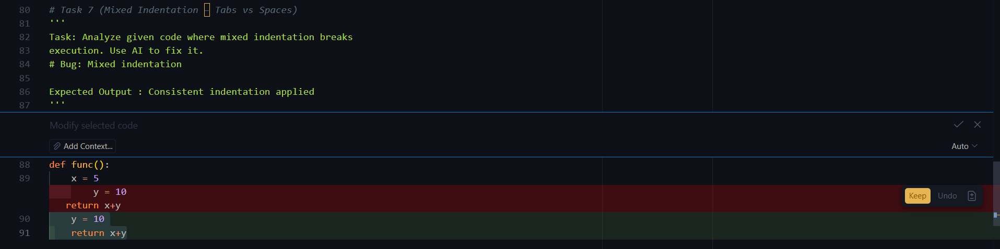 80 # Task 7 (Mixed Indentation – Tabs vs Spaces)
81 '''
82 Task: Analyze given code where mixed indentation breaks
83 execution. Use AI to fix it.
84 # Bug: Mixed indentation
85
86 Expected Output : Consistent indentation applied
87 '''
Modify selected code
Add Context...
Auto
88 def func():
89     x = 5
        y = 10
Keep Undo
   return x+y
90     y = 10
91     return x+y